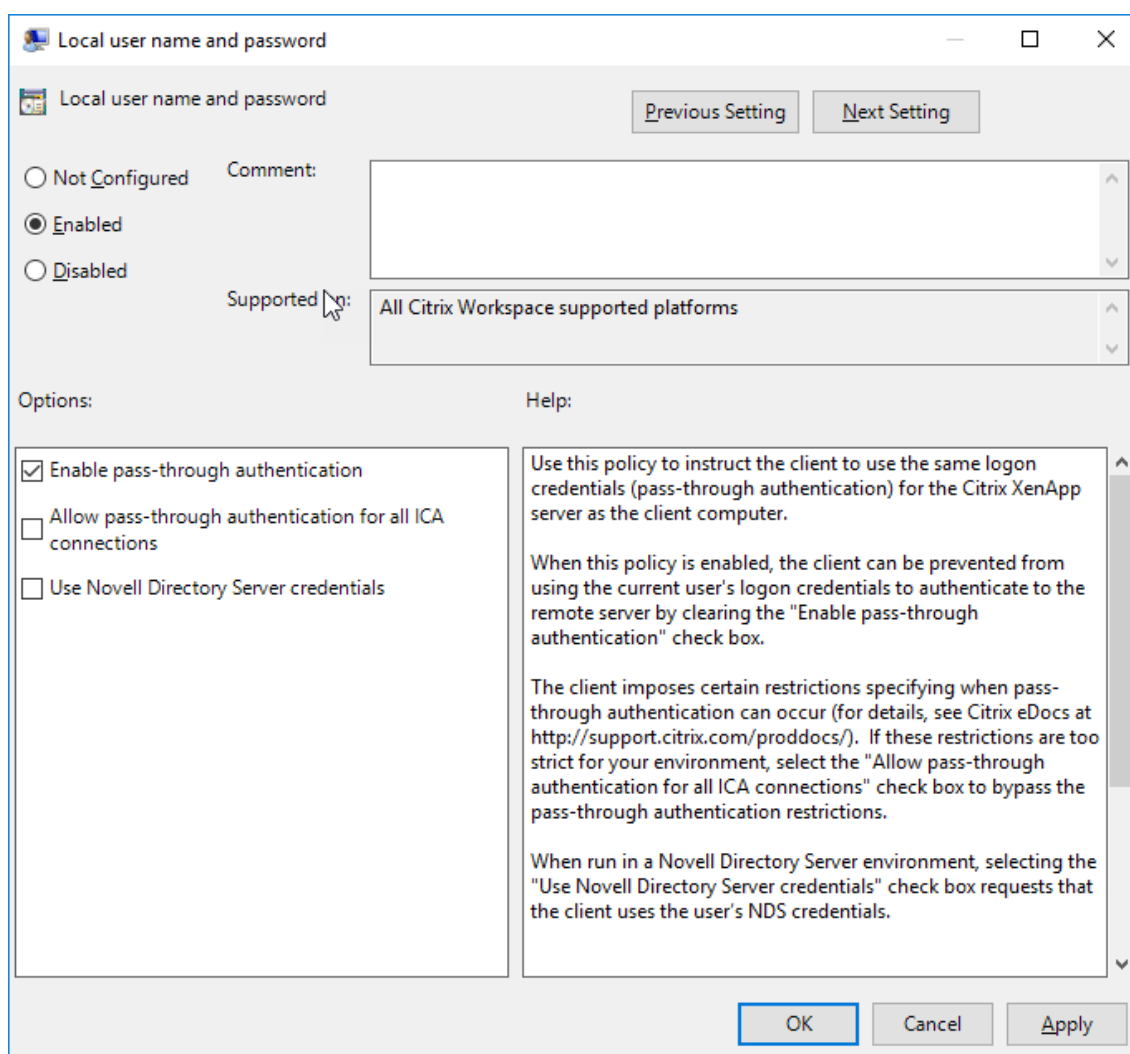 Local user name and password
Local user name and password
Previous Setting
Next Setting
Not Configured
Comment:
Enabled
Disabled
Supported
All Citrix Workspace supported platforms
Options:
Help:
Enable pass-through authentication
Allow pass-through authentication for all ICA
connections
Use Novell Directory Server credentials
Use this policy to instruct the client to use the same logon
credentials (pass-through authentication) for the Citrix XenApp
server as the client computer.
When this policy is enabled, the client can be prevented from
using the current user's logon credentials to authenticate to the
remote server by clearing the "Enable pass-through
authentication" check box.
The client imposes certain restrictions specifying when pass-
through authentication can occur (for details, see Citrix eDocs at
http://support.citrix.com/proddocs/).  If these restrictions are too
strict for your environment, select the "Allow pass-through
authentication for all ICA connections" check box to bypass the
pass-through authentication restrictions.
When run in a Novell Directory Server environment, selecting the
"Use Novell Directory Server credentials" check box requests that
the client uses the user's NDS credentials.
OK
Cancel
Apply